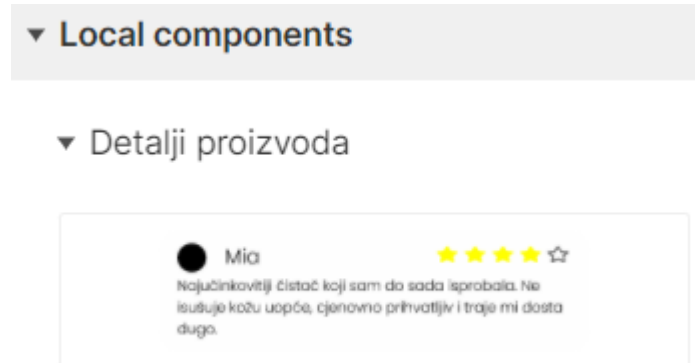 Local components
Detalji proizvoda
Mia
Najučinkovitiji čistač koji sam do sada isprobala. Ne
isušuje kožu uopće, cjenovno prihvatljiv i traje mi dosta
dugo.